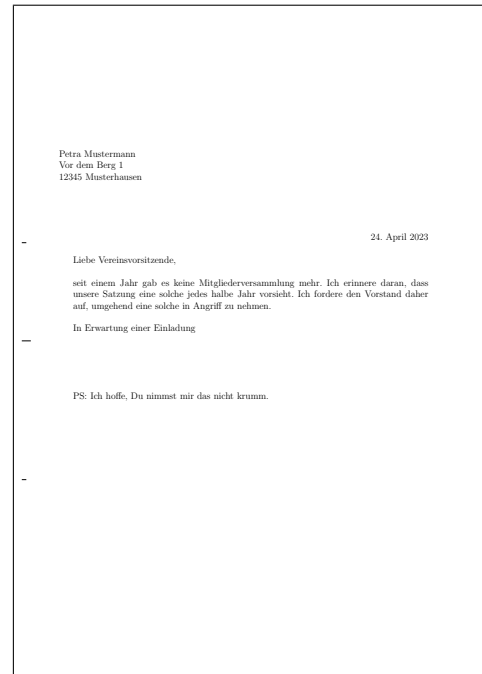 Petra Mustermann
Vor dem Berg 1
12345 Musterhausen
24. April 2023
Liebe Vereinsvorsitzende,
seit einem Jahr gab es keine Mitgliederversammlung mehr. Ich erinnere daran, dass
unsere Satzung eine solche jedes halbe Jahr vorsieht. Ich fordere den Vorstand daher
auf, umgehend eine solche in Angriff zu nehmen.
In Erwartung einer Einladung
PS: Ich hoffe, Du nimmst mir das nicht krumm.